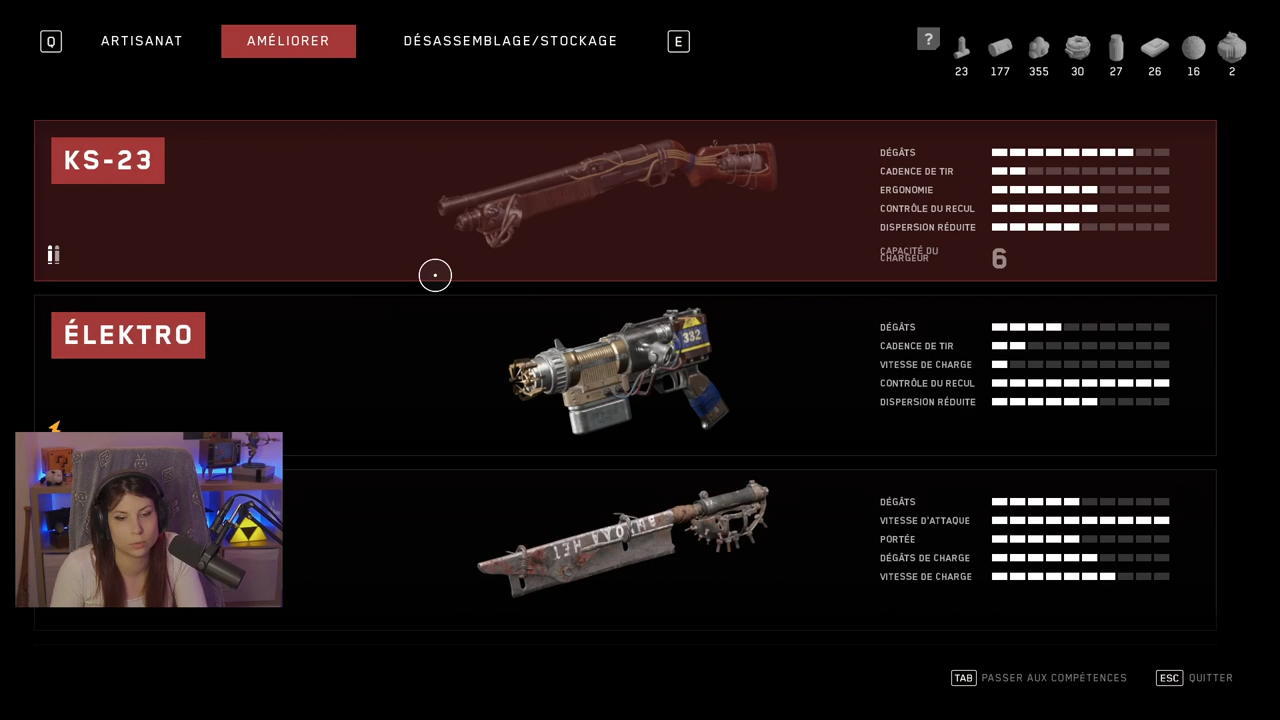 Q ARTISANAT AMÉLIORER DÉSASSEMBLAGE/STOCKAGE E
?
23 177 355 30 27 26 16 2
KS-23
DÉGÂTS
CADENCE DE TIR
ERGONOMIE
CONTRÔLE DU RECUL
DISPERSION RÉDUITE
CAPACITÉ DU
CHARGEUR
6
ÉLEKTRO
332
DÉGÂTS
CADENCE DE TIR
VITESSE DE CHARGE
CONTRÔLE DU RECUL
DISPERSION RÉDUITE
DÉGÂTS
VITESSE D'ATTAQUE
PORTÉE
DÉGÂTS DE CHARGE
VITESSE DE CHARGE
TAB PASSER AUX COMPÉTENCES ESC QUITTER